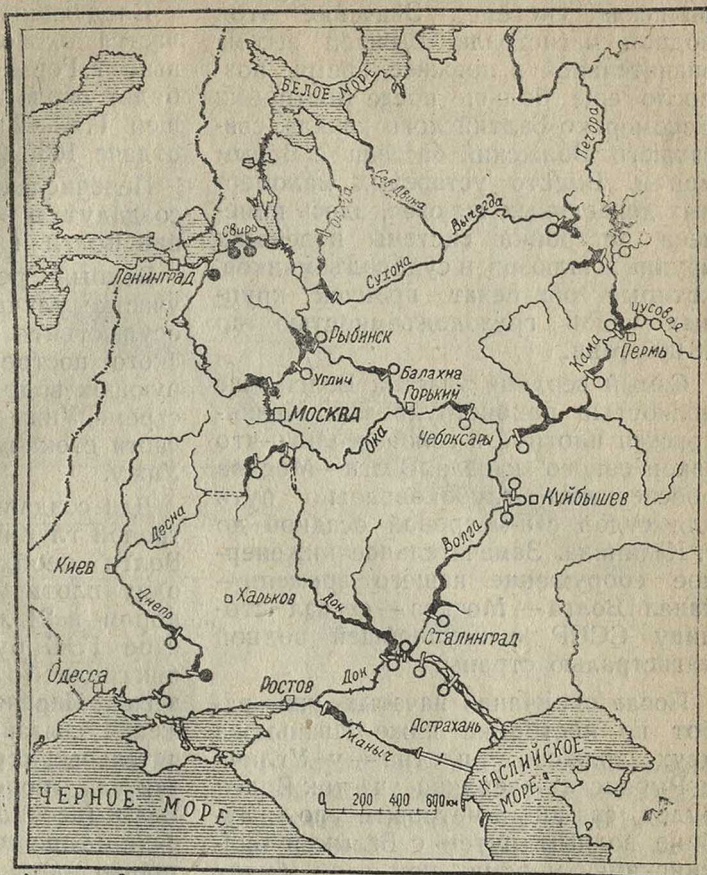 БЕЛОЕ МОРЕ
Печора
Сев. Двина
Онега
Вычегда
Свирь
Сухона
Ленинград
Чусовая
Рыбинск
Пермь
Кама
Углич
Балахна
Горький
МОСКВА
Ока
Чебоксары
Куйбышев
Десна
Волга
Киев
Харьков
Днепр
Дон
Сталинград
Одесса
Ростов
Дон
Астрахань
Маныч
КАСПИЙСКОЕ
МОРЕ
ЧЕРНОЕ МОРЕ
0 200 400 600 км